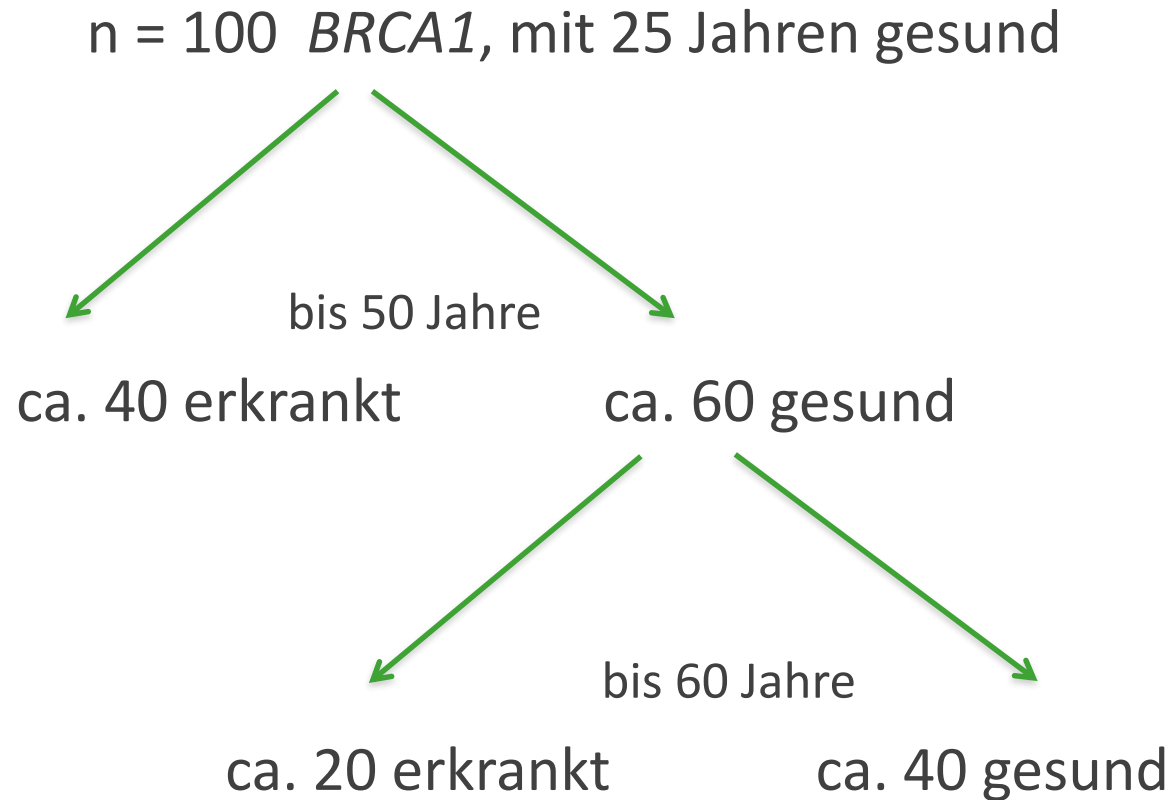 n = 100 BRCA1, mit 25 Jahren gesund
bis 50 Jahre
ca. 40 erkrankt
ca. 60 gesund
bis 60 Jahre
ca. 20 erkrankt
ca. 40 gesund